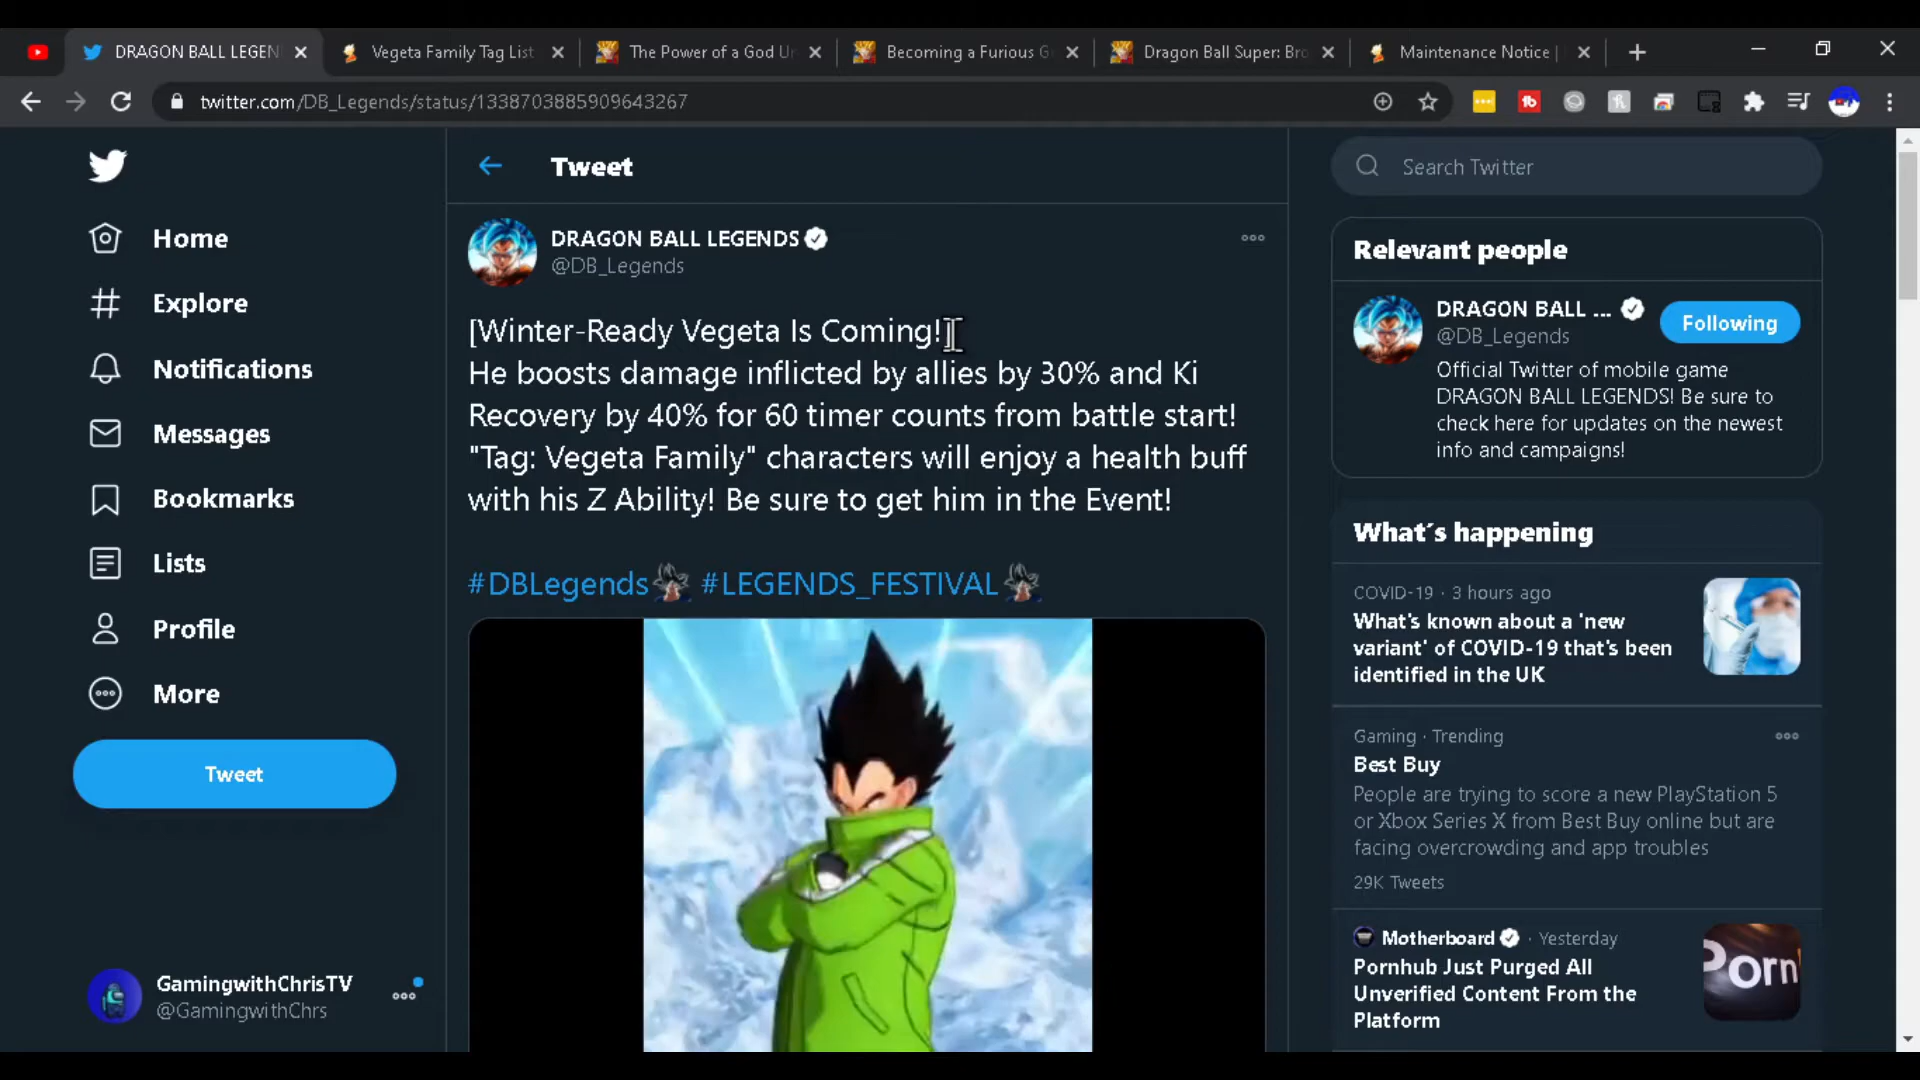 DRAGON BALL LEGEN
Vegeta Family Tag List
The Power of a God Un
Becoming a Furious G
Dragon Ball Super: Bro
Maintenance Notice |
twitter.com/DB_Legends/status/1338703885909643267
Home
Explore
Notifications
Messages
Bookmarks
Lists
Profile
More
Tweet
GamingwithChrisTV
@GamingwithChrs
Tweet
DRAGON BALL LEGENDS
@DB_Legends
[Winter-Ready Vegeta Is Coming!]
He boosts damage inflicted by allies by 30% and Ki
Recovery by 40% for 60 timer counts from battle start!
"Tag: Vegeta Family" characters will enjoy a health buff
with his Z Ability! Be sure to get him in the Event!
#DBLegends #LEGENDS_FESTIVAL
Search Twitter
Relevant people
DRAGON BALL ...
@DB_Legends
Following
Official Twitter of mobile game
DRAGON BALL LEGENDS! Be sure to
check here for updates on the newest
info and campaigns!
What's happening
COVID-19 · 3 hours ago
What's known about a 'new
variant' of COVID-19 that's been
identified in the UK
Gaming · Trending
Best Buy
People are trying to score a new PlayStation 5
or Xbox Series X from Best Buy online but are
facing overcrowding and app troubles
29K Tweets
Motherboard · Yesterday
Pornhub Just Purged All
Unverified Content From the
Platform
Porn